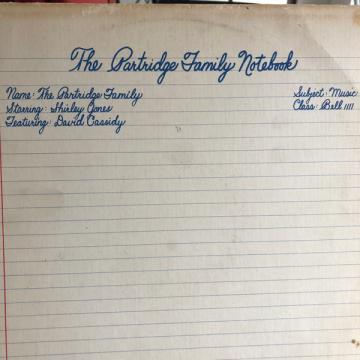 The Partridge Family Notebook
Name: The Partridge Family
Starring: Shirley Jones
Featuring: David Cassidy
Subject: Music
Class: Bell 1111